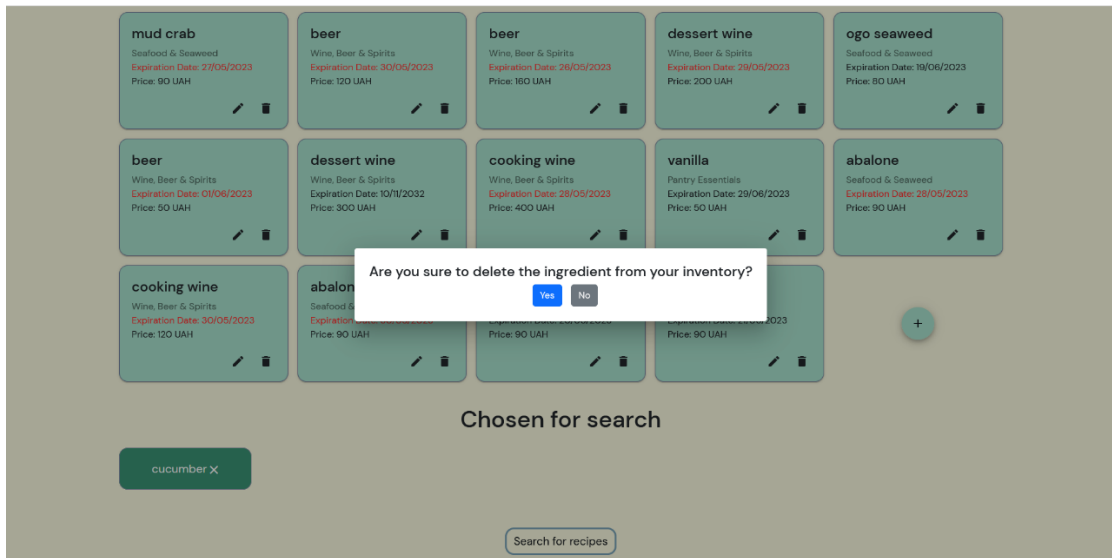 mud crab
Seafood & Seaweed
Expiration Date: 27/05/2023
Price: 90 UAH
beer
Wine, Beer & Spirits
Expiration Date: 30/05/2023
Price: 120 UAH
beer
Wine, Beer & Spirits
Expiration Date: 26/05/2023
Price: 160 UAH
dessert wine
Wine, Beer & Spirits
Expiration Date: 29/05/2023
Price: 200 UAH
ogo seaweed
Seafood & Seaweed
Expiration Date: 19/06/2023
Price: 80 UAH
beer
Wine, Beer & Spirits
Expiration Date: 01/06/2023
Price: 50 UAH
dessert wine
Wine, Beer & Spirits
Expiration Date: 10/11/2032
Price: 300 UAH
cooking wine
Wine, Beer & Spirits
Expiration Date: 28/05/2023
Price: 400 UAH
vanilla
Pantry Essentials
Expiration Date: 29/06/2023
Price: 50 UAH
abalone
Seafood & Seaweed
Expiration Date: 28/05/2023
Price: 90 UAH
Are you sure to delete the ingredient from your inventory?
Yes
No
cooking wine
Wine, Beer & Spirits
Expiration Date: 30/05/2023
Price: 120 UAH
abalon
Seafood &
Price: 90 UAH
Price: 90 UAH
Price: 90 UAH
+
Chosen for search
cucumber ×
Search for recipes